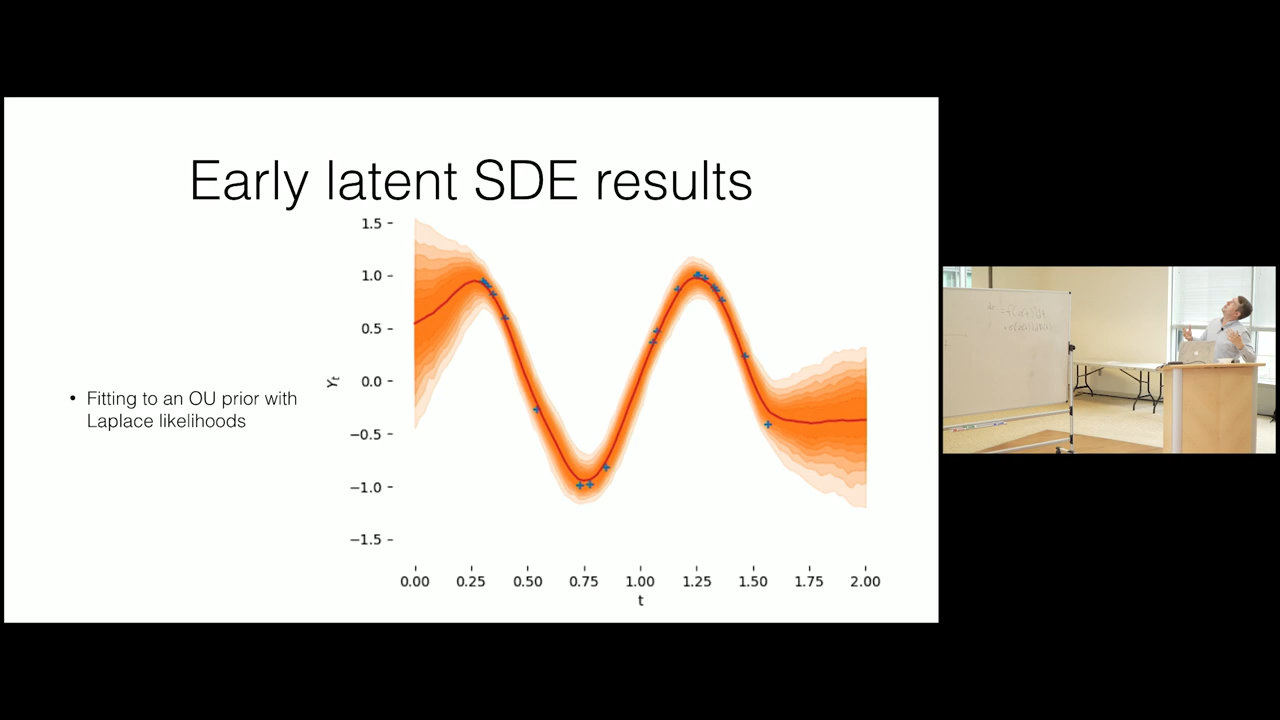 Early latent SDE results
• Fitting to an OU prior with
Laplace likelihoods
1.5
1.0
0.5
0.0
−0.5
−1.0
−1.5
Yt
0.00 0.25 0.50 0.75 1.00 1.25 1.50 1.75 2.00
t